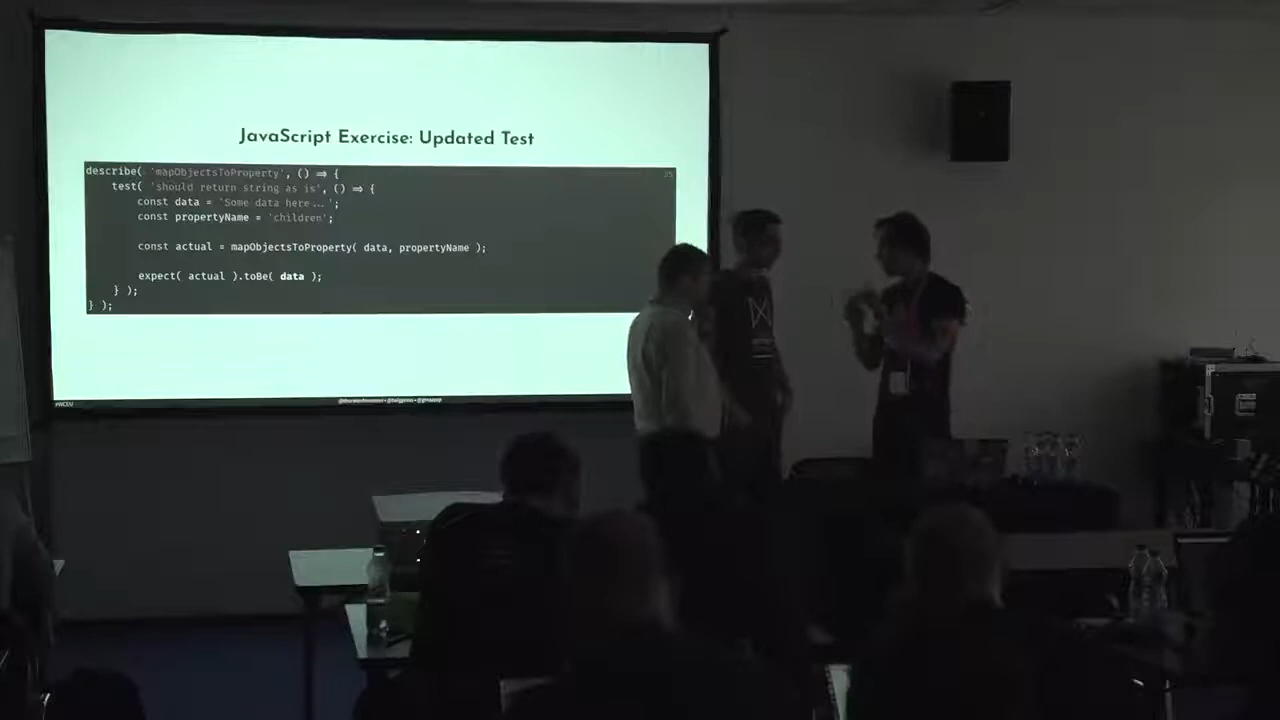 JavaScript Exercise: Updated Test
describe( 'mapObjectsToProperty', () => {
test( 'should return string as is', () => {
const data = 'Some data here...';
const propertyName = 'children';
const actual = mapObjectsToProperty( data, propertyName );
expect( actual ).toBe( data );
} );
} );
#WCEU